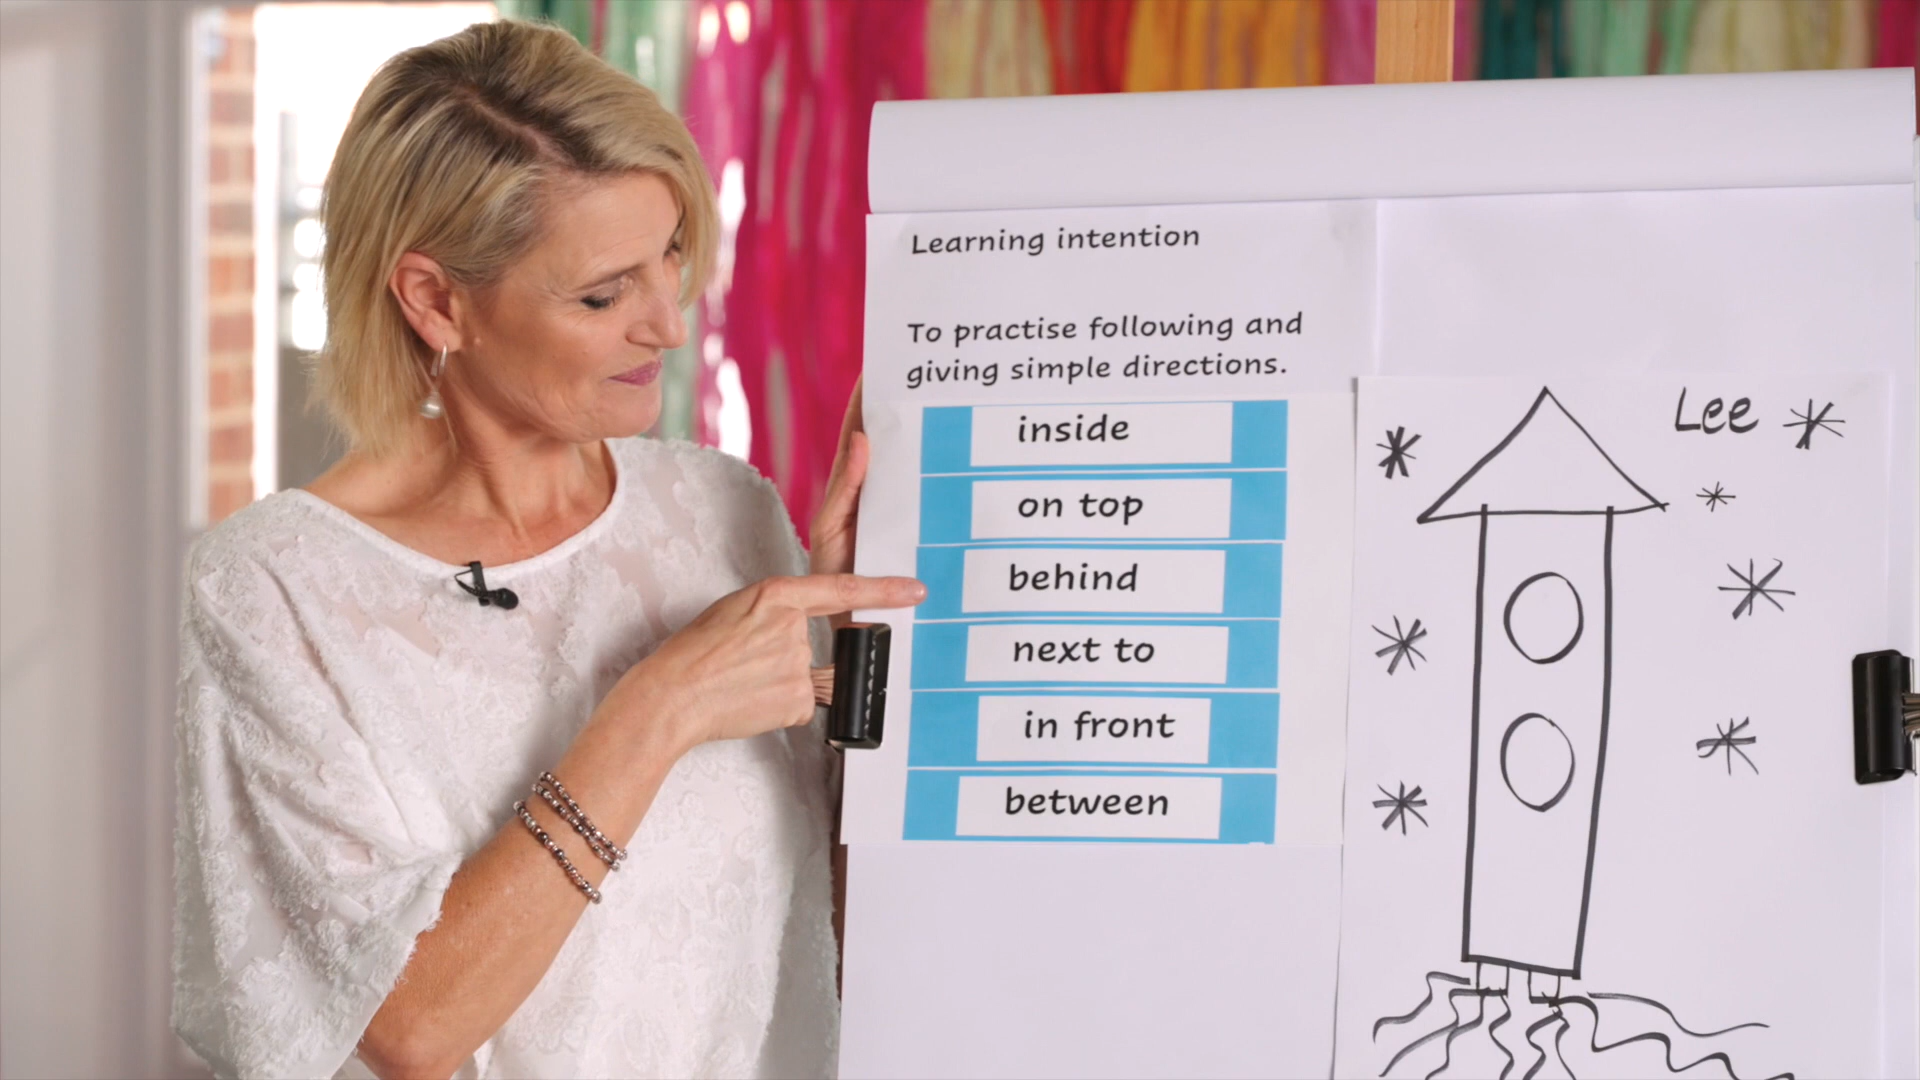 Learning intention
To practise following and
giving simple directions.
inside
on top
behind
next to
in front
between
Lee